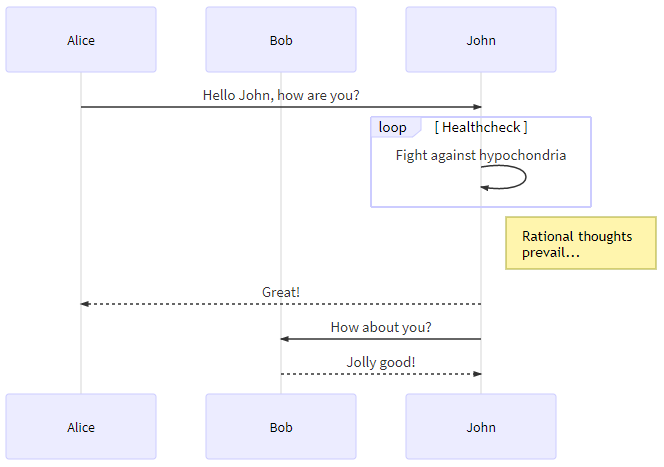 Alice
Bob
John
Hello John, how are you?
loop
[ Healthcheck ]
Fight against hypochondria
Rational thoughts
prevail...
Great!
How about you?
Jolly good!
Alice
Bob
John